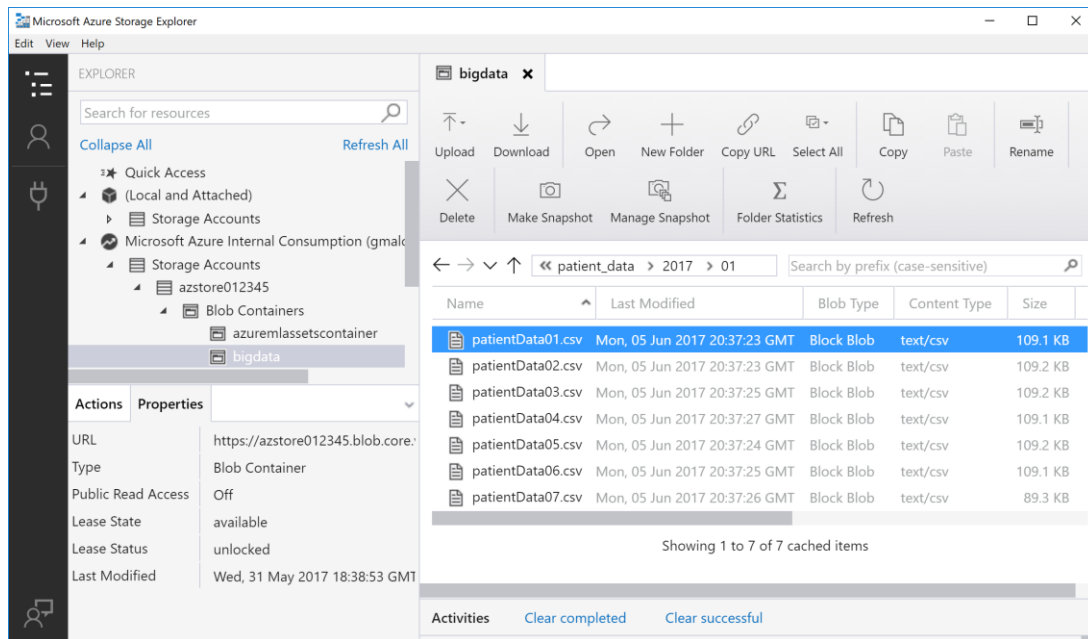 Microsoft Azure Storage Explorer
Edit View Help
EXPLORER
Search for resources
Collapse All Refresh All
Quick Access
(Local and Attached)
Storage Accounts
Microsoft Azure Internal Consumption (gmalc
Storage Accounts
azstore012345
Blob Containers
azuremlassetscontainer
bigdata
Actions Properties
URL https://azstore012345.blob.core.
Type Blob Container
Public Read Access Off
Lease State available
Lease Status unlocked
Last Modified Wed, 31 May 2017 18:38:53 GMT
bigdata
Upload Download Open New Folder Copy URL Select All Copy Paste Rename
Delete Make Snapshot Manage Snapshot Folder Statistics Refresh
patient_data 2017 01 Search by prefix (case-sensitive)
Name Last Modified Blob Type Content Type Size
patientData01.csv Mon, 05 Jun 2017 20:37:23 GMT Block Blob text/csv 109.1 KB
patientData02.csv Mon, 05 Jun 2017 20:37:23 GMT Block Blob text/csv 109.2 KB
patientData03.csv Mon, 05 Jun 2017 20:37:25 GMT Block Blob text/csv 109.2 KB
patientData04.csv Mon, 05 Jun 2017 20:37:27 GMT Block Blob text/csv 109.1 KB
patientData05.csv Mon, 05 Jun 2017 20:37:24 GMT Block Blob text/csv 109.2 KB
patientData06.csv Mon, 05 Jun 2017 20:37:25 GMT Block Blob text/csv 109.1 KB
patientData07.csv Mon, 05 Jun 2017 20:37:26 GMT Block Blob text/csv 89.3 KB
Showing 1 to 7 of 7 cached items
Activities Clear completed Clear successful